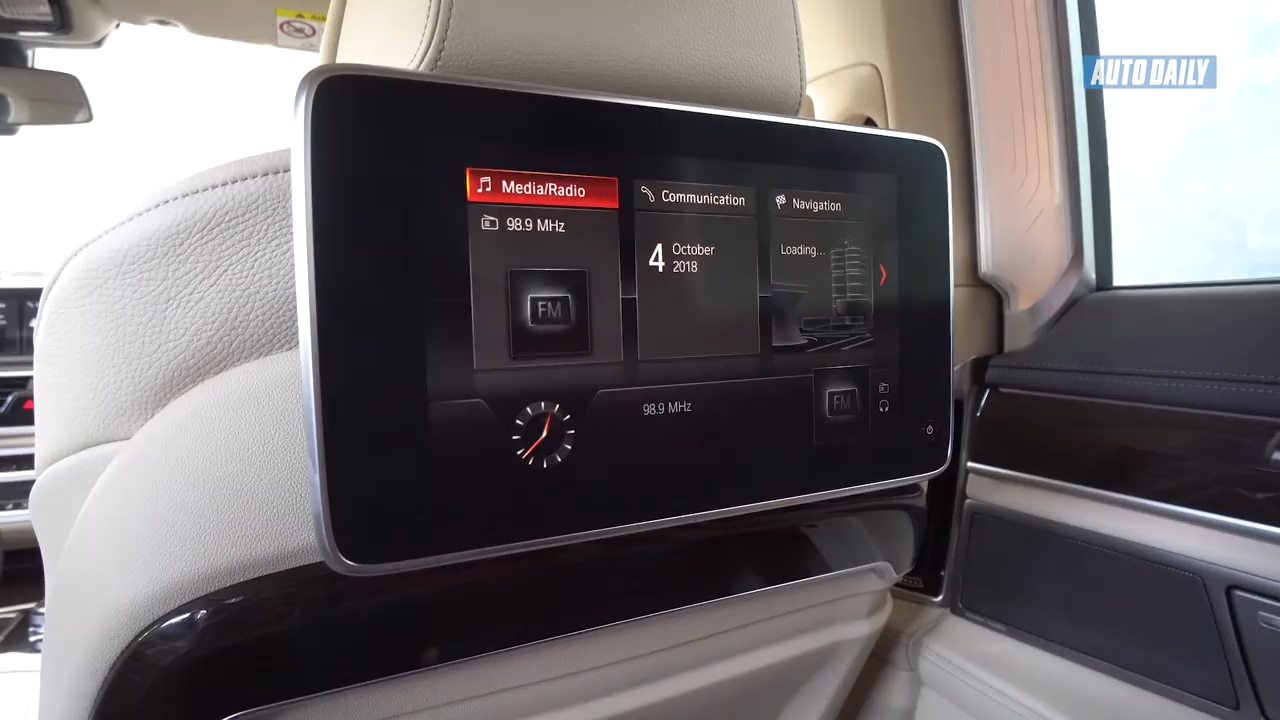 AUTO DAILY
Media/Radio
98.9 MHz
FM
Communication
4 October
2018
Navigation
Loading...
98.9 MHz
FM